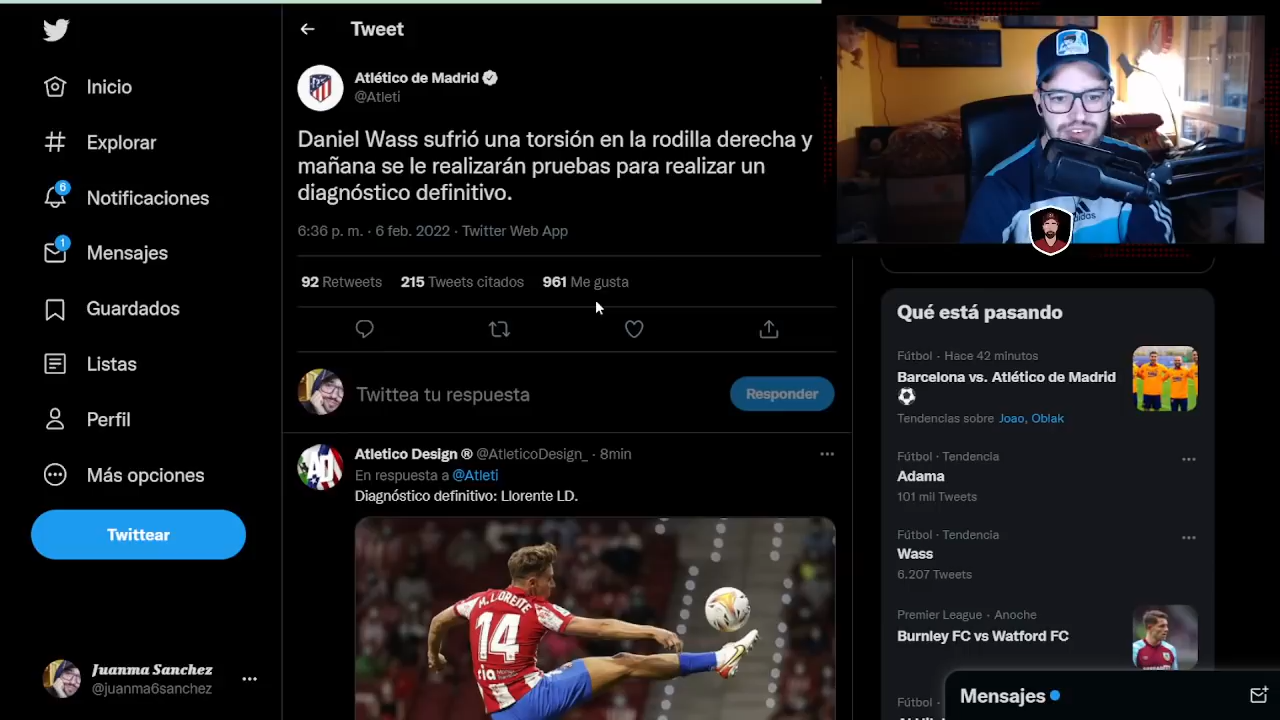 Tweet
Inicio
Explorar
6
Notificaciones
1
Mensajes
Guardados
Listas
Perfil
Más opciones
Twittear
Juanma Sanchez
@juanma6sanchez
Atlético de Madrid
@Atleti
Daniel Wass sufrió una torsión en la rodilla derecha y
mañana se le realizarán pruebas para realizar un
diagnóstico definitivo.
6:36 p. m. · 6 feb. 2022 · Twitter Web App
92 Retweets 215 Tweets citados 961 Me gusta
Twittea tu respuesta
Responder
Atletico Design ® @AtleticoDesign_ · 8min
En respuesta a @Atleti
Diagnóstico definitivo: Llorente LD.
M. LLORENTE
14
adidas
Qué está pasando
Fútbol · Hace 42 minutos
Barcelona vs. Atlético de Madrid
Tendencias sobre Joao, Oblak
Fútbol · Tendencia
Adama
101 mil Tweets
Fútbol · Tendencia
Wass
6.207 Tweets
Premier League · Anoche
Burnley FC vs Watford FC
Fútbol ·
Mensajes